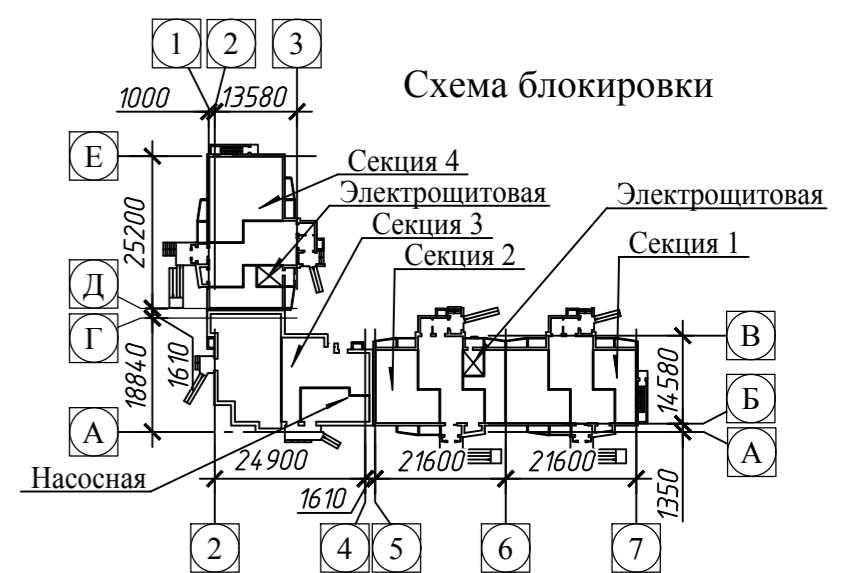 1 2 3
Схема блокировки
1000 13580
Е
Секция 4
Электрощитовая
Электрощитовая
Секция 3
25200
Секция 2
Секция 1
Д
Г
В
1610
18840
14580
Б
А
А
24900
21600
21600
Насосная
1610
1350
2 4 5 6 7